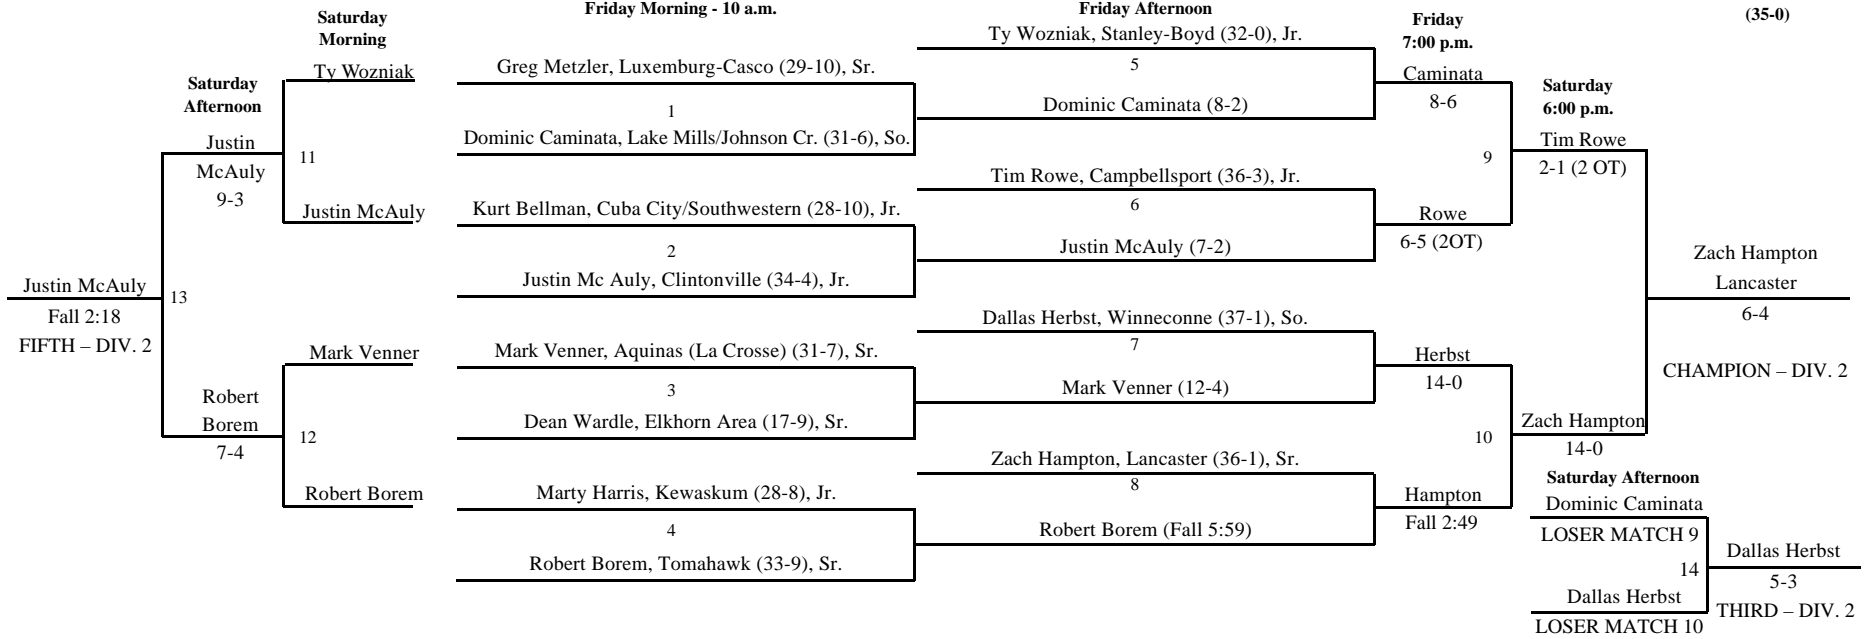 Saturday
Morning
Friday Morning - 10 a.m.
Friday Afternoon
Friday
7:00 p.m.
(35-0)
Saturday
Afternoon
Saturday
6:00 p.m.
Ty Wozniak
Justin
McAuly
9-3
11
Justin McAuly
Justin McAuly
Fall 2:18
FIFTH – DIV. 2
13
Mark Venner
Robert
Borem
7-4
12
Robert Borem
Greg Metzler, Luxemburg-Casco (29-10), Sr.
1
Dominic Caminata, Lake Mills/Johnson Cr. (31-6), So.
Kurt Bellman, Cuba City/Southwestern (28-10), Jr.
2
Justin Mc Auly, Clintonville (34-4), Jr.
Mark Venner, Aquinas (La Crosse) (31-7), Sr.
3
Dean Wardle, Elkhorn Area (17-9), Sr.
Marty Harris, Kewaskum (28-8), Jr.
4
Robert Borem, Tomahawk (33-9), Sr.
Ty Wozniak, Stanley-Boyd (32-0), Jr.
5
Dominic Caminata (8-2)
Tim Rowe, Campbellsport (36-3), Jr.
6
Justin McAuly (7-2)
Dallas Herbst, Winneconne (37-1), So.
7
Mark Venner (12-4)
Zach Hampton, Lancaster (36-1), Sr.
8
Robert Borem (Fall 5:59)
Caminata
8-6
9
Rowe
6-5 (2OT)
Herbst
14-0
10
Hampton
Fall 2:49
Tim Rowe
2-1 (2 OT)
Zach Hampton
14-0
Zach Hampton
Lancaster
6-4
CHAMPION – DIV. 2
Saturday Afternoon
Dominic Caminata
LOSER MATCH 9
14
Dallas Herbst
LOSER MATCH 10
Dallas Herbst
5-3
THIRD – DIV. 2